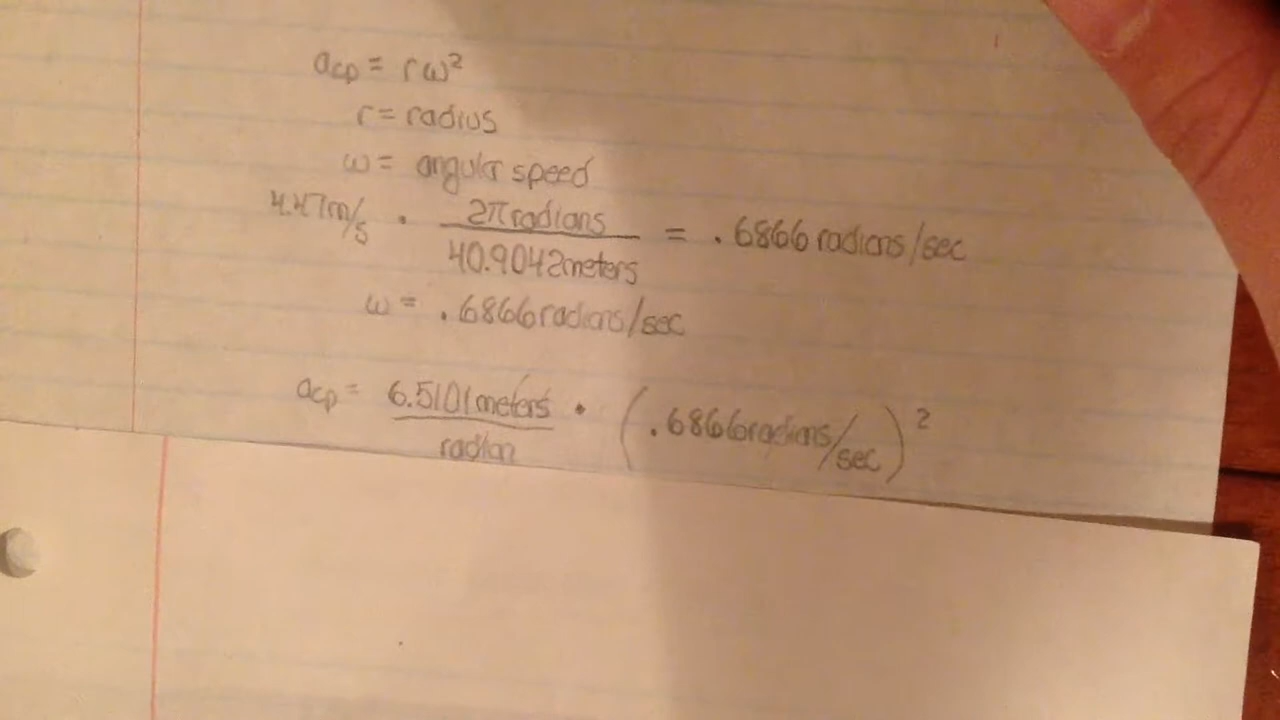 acp = rω²
r = radius
ω = angular speed
4.47m/s · 2π radians / 40.9042meters = .6866 radians/sec
ω = .6866 radians/sec
acp = 6.5101 meters / radian · (.6866 radians/sec)²